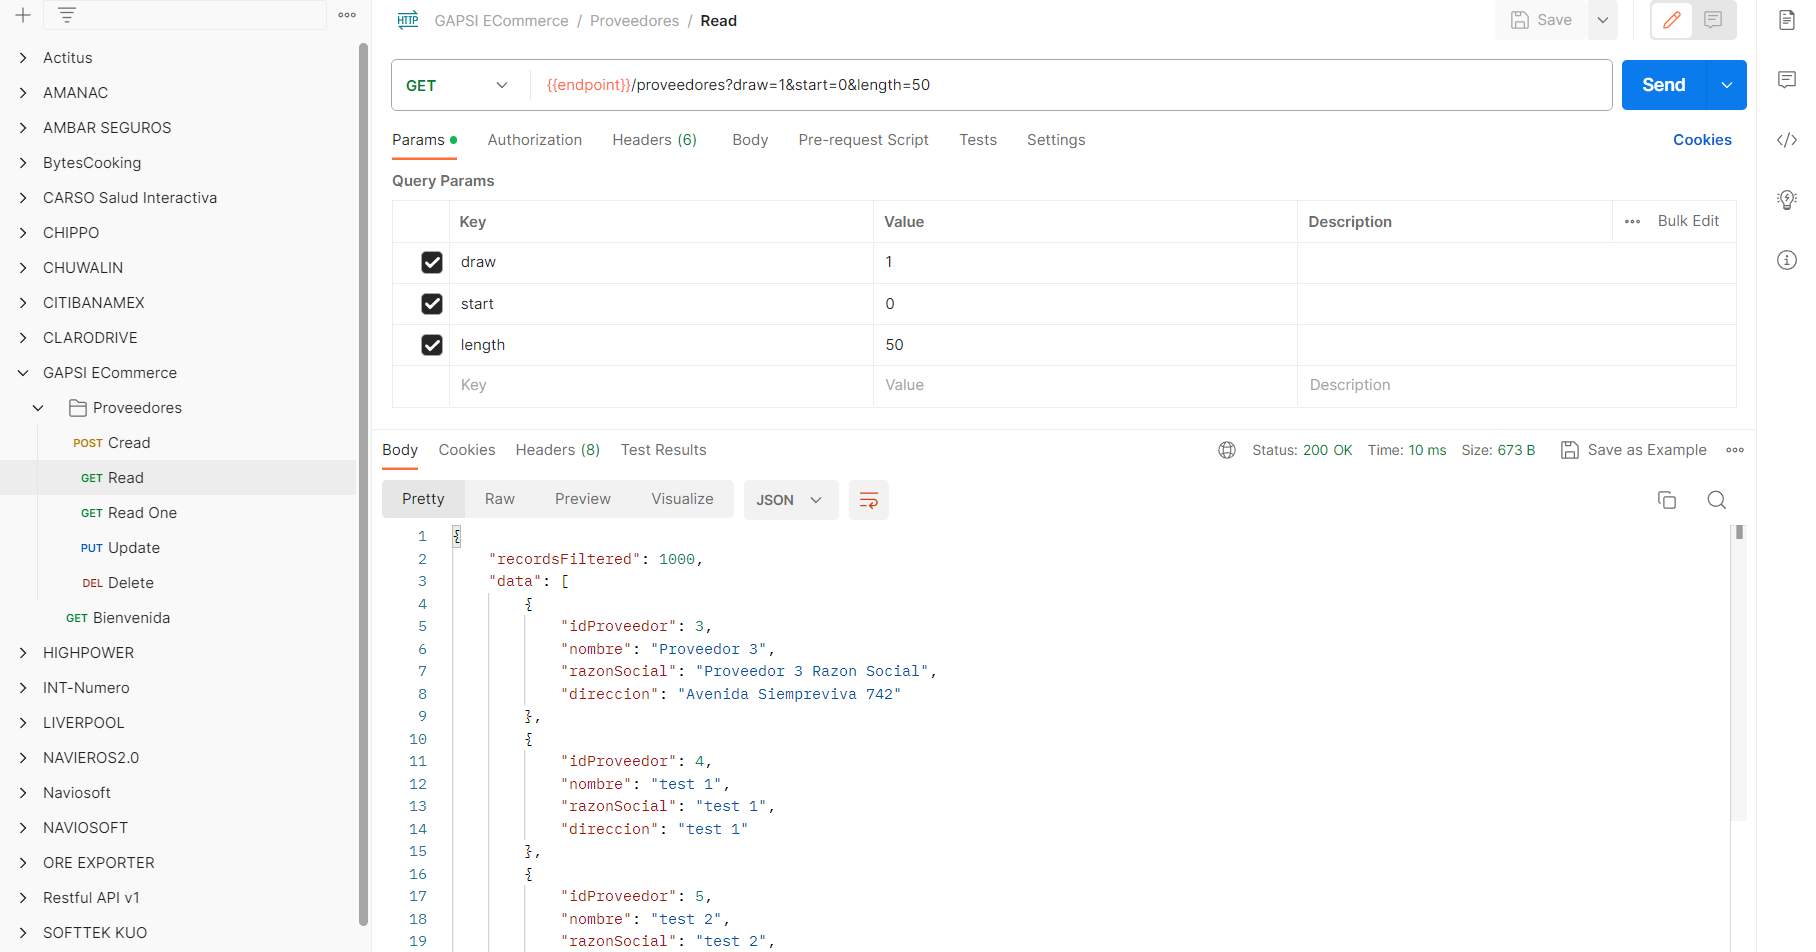 GAPSI ECommerce / Proveedores / Read
Save
GET {{endpoint}}/proveedores?draw=1&start=0&length=50
Send
Params
Authorization
Headers (6)
Body
Pre-request Script
Tests
Settings
Cookies
Query Params
Key Value Description ••• Bulk Edit
draw 1
start 0
length 50
Key Value Description
Actitus
AMANAC
AMBAR SEGUROS
BytesCooking
CARSO Salud Interactiva
CHIPPO
CHUWALIN
CITIBANAMEX
CLARODRIVE
GAPSI ECommerce
Proveedores
POST Cread
GET Read
GET Read One
PUT Update
DEL Delete
GET Bienvenida
HIGHPOWER
INT-Numero
LIVERPOOL
NAVIEROS2.0
Naviosoft
NAVIOSOFT
ORE EXPORTER
Restful API v1
SOFTTEK KUO
Body Cookies Headers (8) Test Results
Status: 200 OK Time: 10 ms Size: 673 B Save as Example
Pretty Raw Preview Visualize JSON
1 {
2 "recordsFiltered": 1000,
3 "data": [
4 {
5 "idProveedor": 3,
6 "nombre": "Proveedor 3",
7 "razonSocial": "Proveedor 3 Razon Social",
8 "direccion": "Avenida Siempreviva 742"
9 },
10 {
11 "idProveedor": 4,
12 "nombre": "test 1",
13 "razonSocial": "test 1",
14 "direccion": "test 1"
15 },
16 {
17 "idProveedor": 5,
18 "nombre": "test 2",
19 "razonSocial": "test 2",